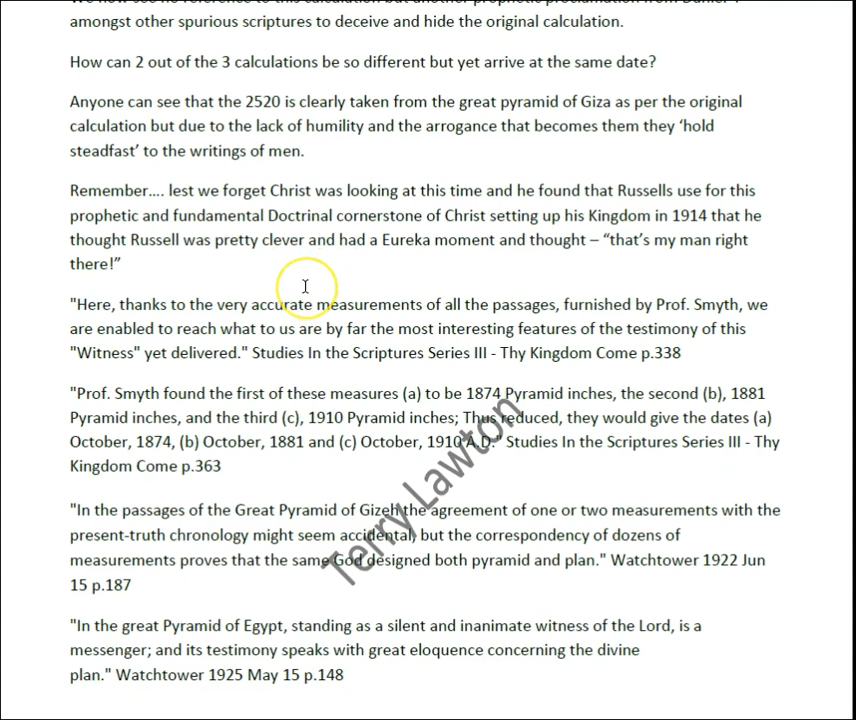 amongst other spurious scriptures to deceive and hide the original calculation.
How can 2 out of the 3 calculations be so different but yet arrive at the same date?
Anyone can see that the 2520 is clearly taken from the great pyramid of Giza as per the original
calculation but due to the lack of humility and the arrogance that becomes them they ‘hold
steadfast’ to the writings of men.
Remember.... lest we forget Christ was looking at this time and he found that Russells use for this
prophetic and fundamental Doctrinal cornerstone of Christ setting up his Kingdom in 1914 that he
thought Russell was pretty clever and had a Eureka moment and thought – “that’s my man right
there!”
"Here, thanks to the very accurate measurements of all the passages, furnished by Prof. Smyth, we
are enabled to reach what to us are by far the most interesting features of the testimony of this
"Witness" yet delivered." Studies In the Scriptures Series III - Thy Kingdom Come p.338
"Prof. Smyth found the first of these measures (a) to be 1874 Pyramid inches, the second (b), 1881
Pyramid inches, and the third (c), 1910 Pyramid inches; Thus reduced, they would give the dates (a)
October, 1874, (b) October, 1881 and (c) October, 1910 A.D." Studies In the Scriptures Series III - Thy
Kingdom Come p.363
"In the passages of the Great Pyramid of Gizeh the agreement of one or two measurements with the
present-truth chronology might seem accidental, but the correspondency of dozens of
measurements proves that the same God designed both pyramid and plan." Watchtower 1922 Jun
15 p.187
"In the great Pyramid of Egypt, standing as a silent and inanimate witness of the Lord, is a
messenger; and its testimony speaks with great eloquence concerning the divine
plan." Watchtower 1925 May 15 p.148
Terry Lawton